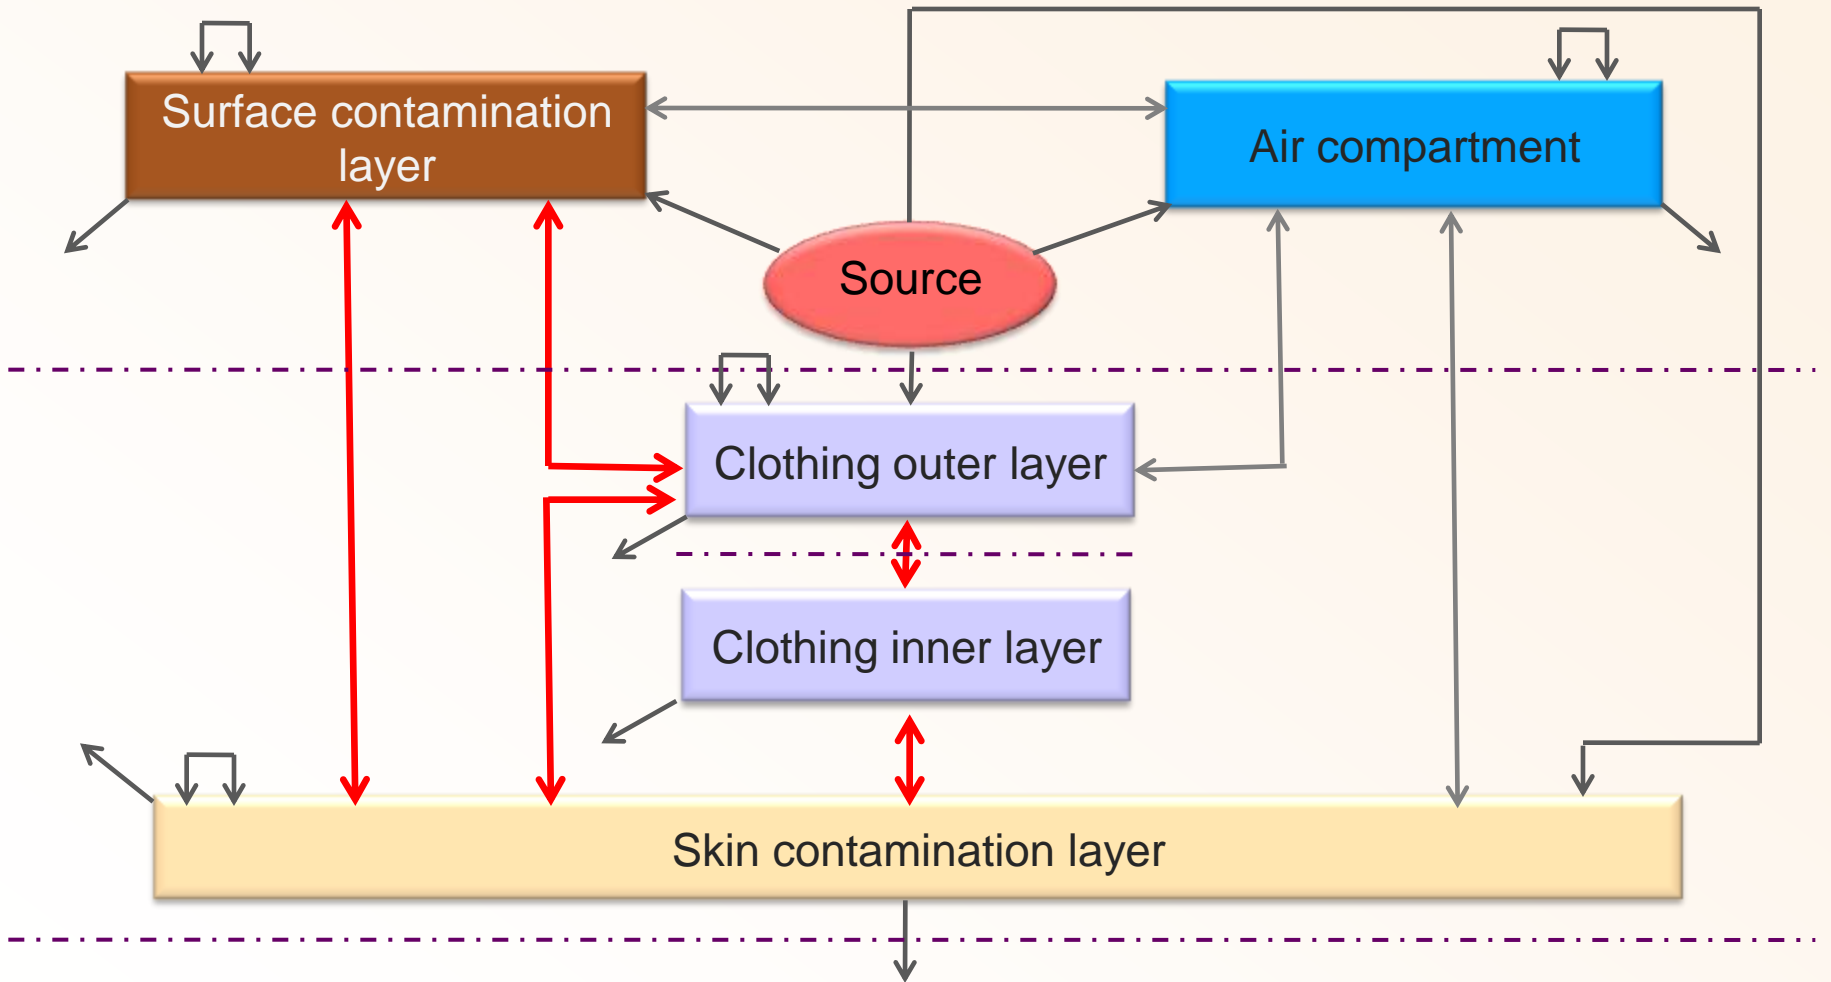 Surface contamination
layer
Air compartment
Source
Clothing outer layer
Clothing inner layer
Skin contamination layer